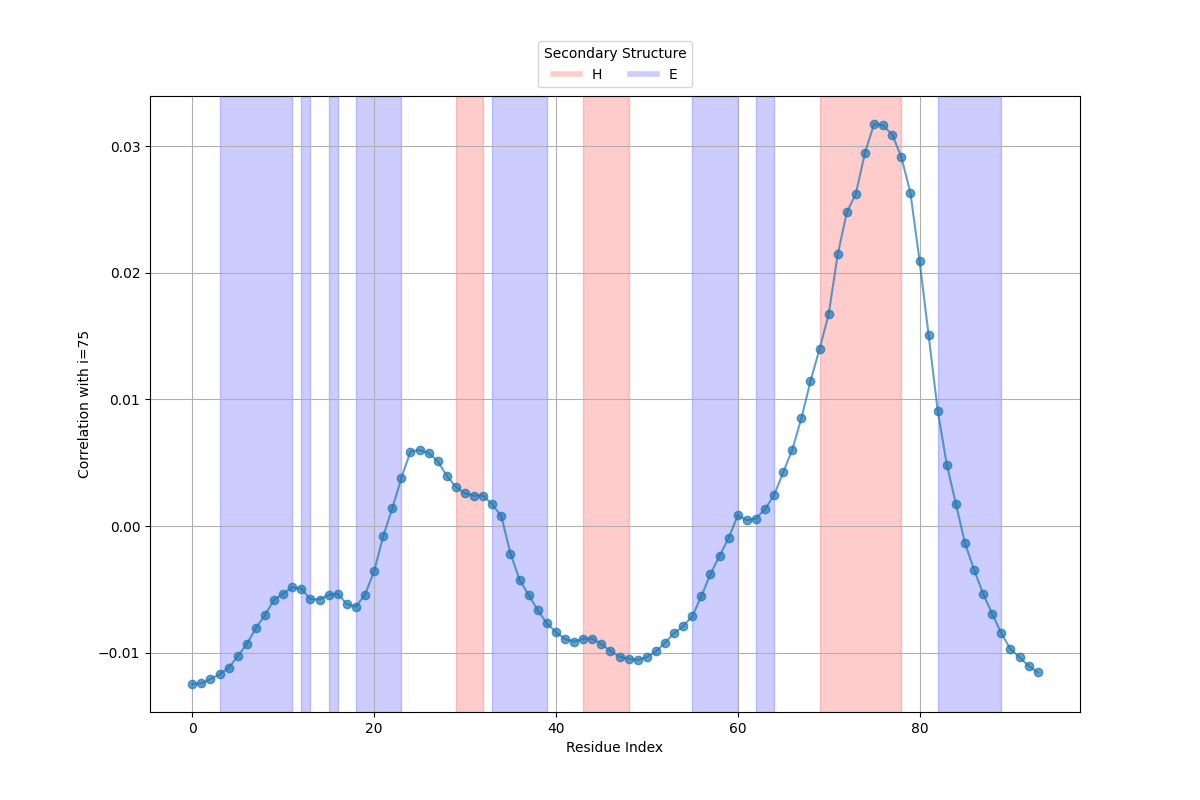 Secondary Structure
H E
0.03
0.02
0.01
0.00
−0.01
Correlation with i=75
0 20 40 60 80
Residue Index